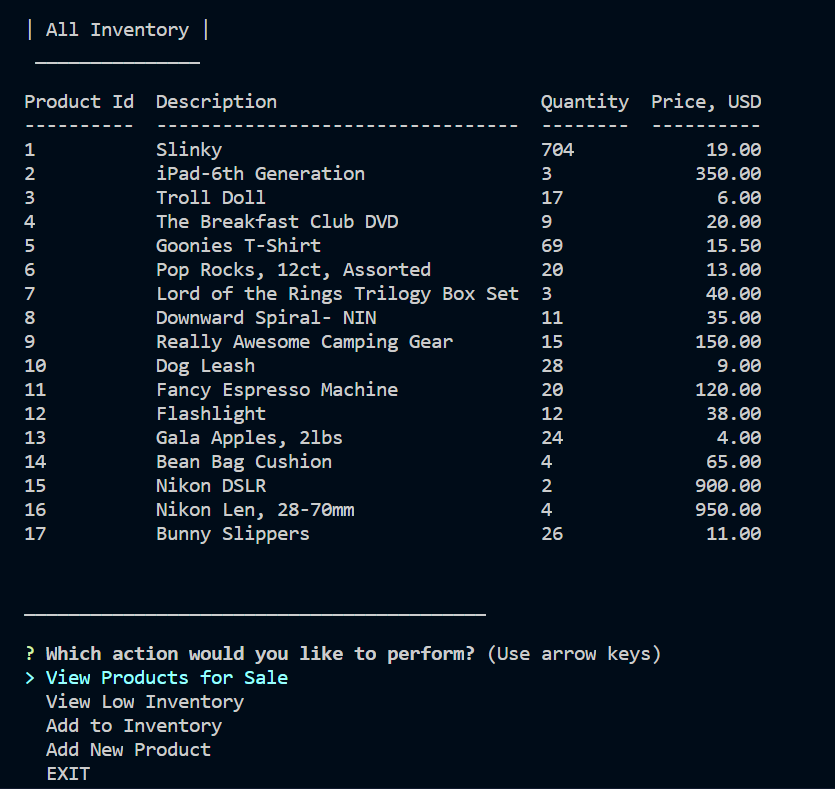 | All Inventory |
_______________
Product Id  Description                        Quantity  Price, USD
----------  ---------------------------------  --------  ----------
1           Slinky                             704            19.00
2           iPad-6th Generation                3             350.00
3           Troll Doll                         17              6.00
4           The Breakfast Club DVD             9              20.00
5           Goonies T-Shirt                    69             15.50
6           Pop Rocks, 12ct, Assorted          20             13.00
7           Lord of the Rings Trilogy Box Set  3              40.00
8           Downward Spiral- NIN               11             35.00
9           Really Awesome Camping Gear        15            150.00
10          Dog Leash                          28              9.00
11          Fancy Espresso Machine             20            120.00
12          Flashlight                         12             38.00
13          Gala Apples, 2lbs                  24              4.00
14          Bean Bag Cushion                   4              65.00
15          Nikon DSLR                         2             900.00
16          Nikon Len, 28-70mm                 4             950.00
17          Bunny Slippers                     26             11.00
__________________________________________
? Which action would you like to perform? (Use arrow keys)
> View Products for Sale
  View Low Inventory
  Add to Inventory
  Add New Product
  EXIT